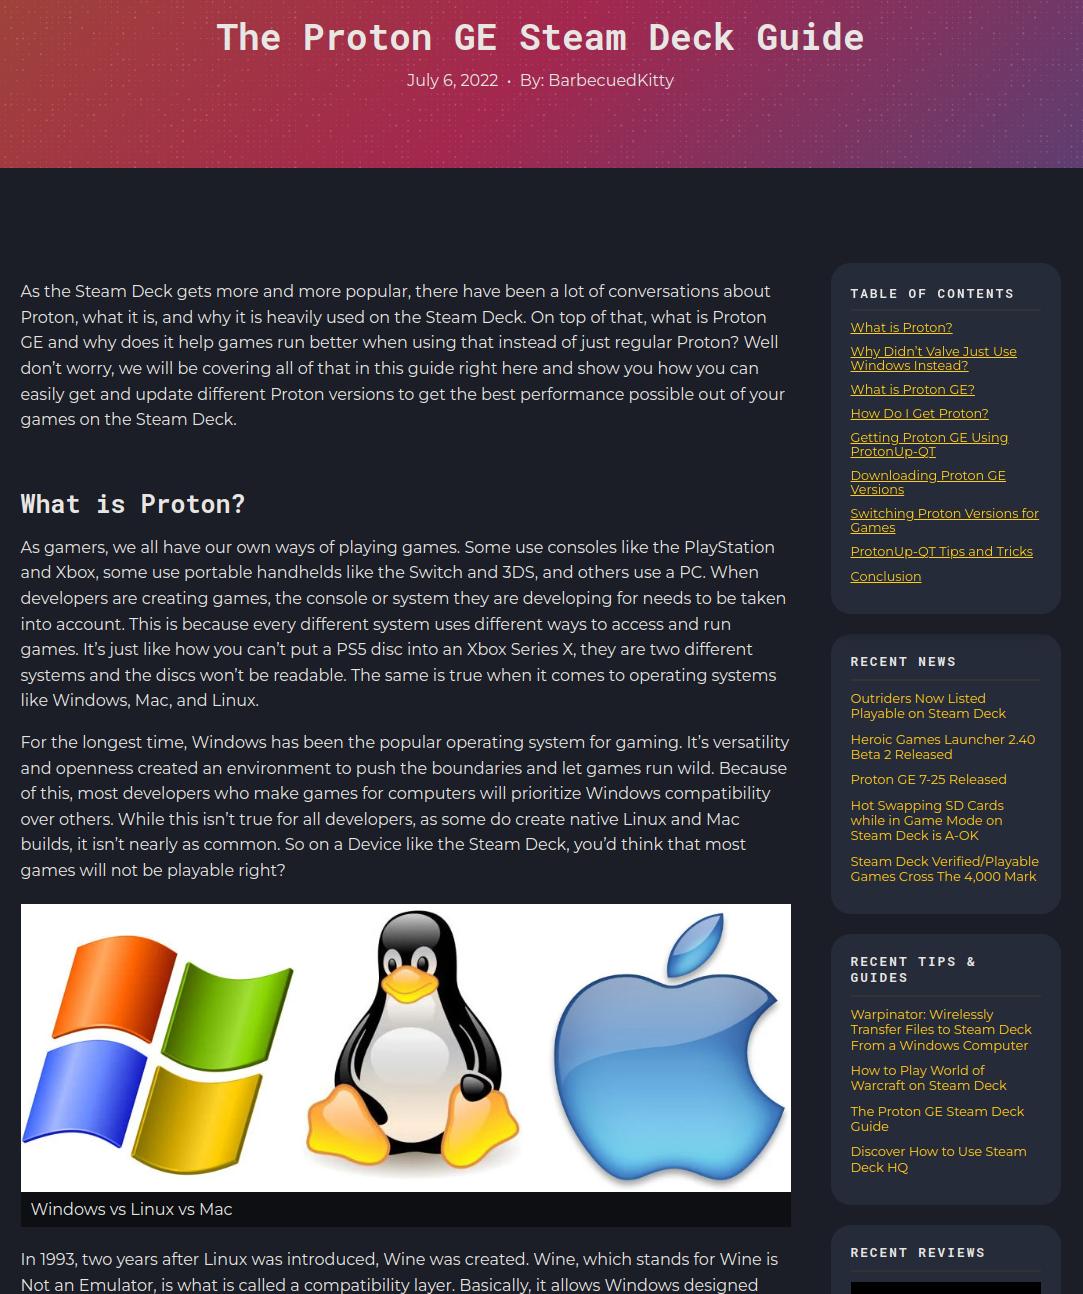 The Proton GE Steam Deck Guide
July 6, 2022 • By: BarbecuedKitty
As the Steam Deck gets more and more popular, there have been a lot of conversations about
Proton, what it is, and why it is heavily used on the Steam Deck. On top of that, what is Proton
GE and why does it help games run better when using that instead of just regular Proton? Well
don’t worry, we will be covering all of that in this guide right here and show you how you can
easily get and update different Proton versions to get the best performance possible out of your
games on the Steam Deck.
What is Proton?
As gamers, we all have our own ways of playing games. Some use consoles like the PlayStation
and Xbox, some use portable handhelds like the Switch and 3DS, and others use a PC. When
developers are creating games, the console or system they are developing for needs to be taken
into account. This is because every different system uses different ways to access and run
games. It’s just like how you can’t put a PS5 disc into an Xbox Series X, they are two different
systems and the discs won’t be readable. The same is true when it comes to operating systems
like Windows, Mac, and Linux.
For the longest time, Windows has been the popular operating system for gaming. It’s versatility
and openness created an environment to push the boundaries and let games run wild. Because
of this, most developers who make games for computers will prioritize Windows compatibility
over others. While this isn’t true for all developers, as some do create native Linux and Mac
builds, it isn’t nearly as common. So on a Device like the Steam Deck, you’d think that most
games will not be playable right?
Windows vs Linux vs Mac
In 1993, two years after Linux was introduced, Wine was created. Wine, which stands for Wine is
Not an Emulator, is what is called a compatibility layer. Basically, it allows Windows designed
TABLE OF CONTENTS
What is Proton?
Why Didn’t Valve Just Use
Windows Instead?
What is Proton GE?
How Do I Get Proton?
Getting Proton GE Using
ProtonUp-QT
Downloading Proton GE
Versions
Switching Proton Versions for
Games
ProtonUp-QT Tips and Tricks
Conclusion
RECENT NEWS
Outriders Now Listed
Playable on Steam Deck
Heroic Games Launcher 2.40
Beta 2 Released
Proton GE 7-25 Released
Hot Swapping SD Cards
while in Game Mode on
Steam Deck is A-OK
Steam Deck Verified/Playable
Games Cross The 4,000 Mark
RECENT TIPS &
GUIDES
Warpinator: Wirelessly
Transfer Files to Steam Deck
From a Windows Computer
How to Play World of
Warcraft on Steam Deck
The Proton GE Steam Deck
Guide
Discover How to Use Steam
Deck HQ
RECENT REVIEWS